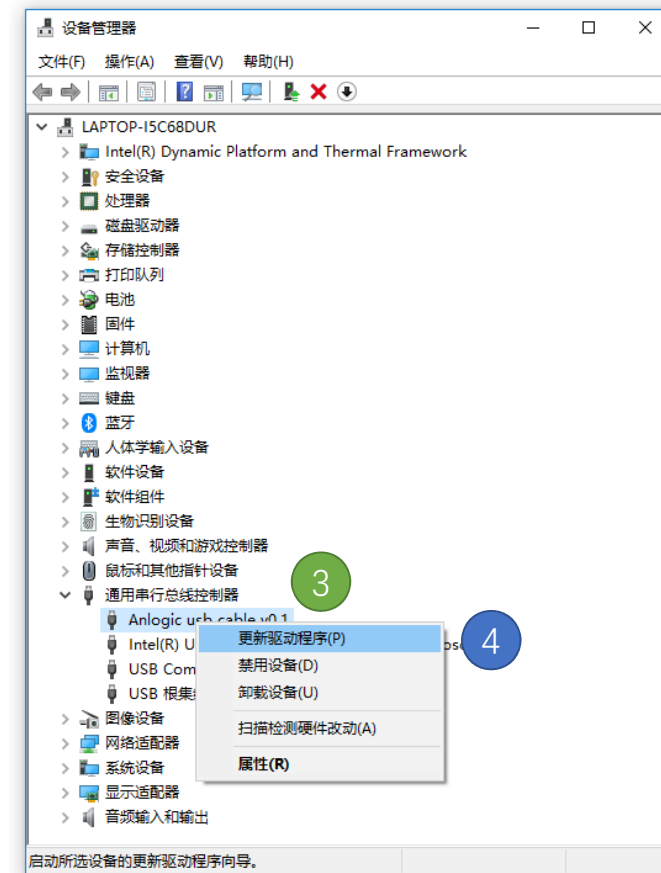 设备管理器
文件(F) 操作(A) 查看(V) 帮助(H)
LAPTOP-I5C68DUR
Intel(R) Dynamic Platform and Thermal Framework
安全设备
处理器
磁盘驱动器
存储控制器
打印队列
电池
固件
计算机
监视器
键盘
蓝牙
人体学输入设备
软件设备
软件组件
生物识别设备
声音、视频和游戏控制器
鼠标和其他指针设备
3
通用串行总线控制器
Anlogic usb cable v0.1
更新驱动程序(P)
4
Intel(R) U
禁用设备(D)
USB Com
卸载设备(U)
USB 根集
扫描检测硬件改动(A)
属性(R)
图像设备
网络适配器
系统设备
显示适配器
音频输入和输出
启动所选设备的更新驱动程序向导。